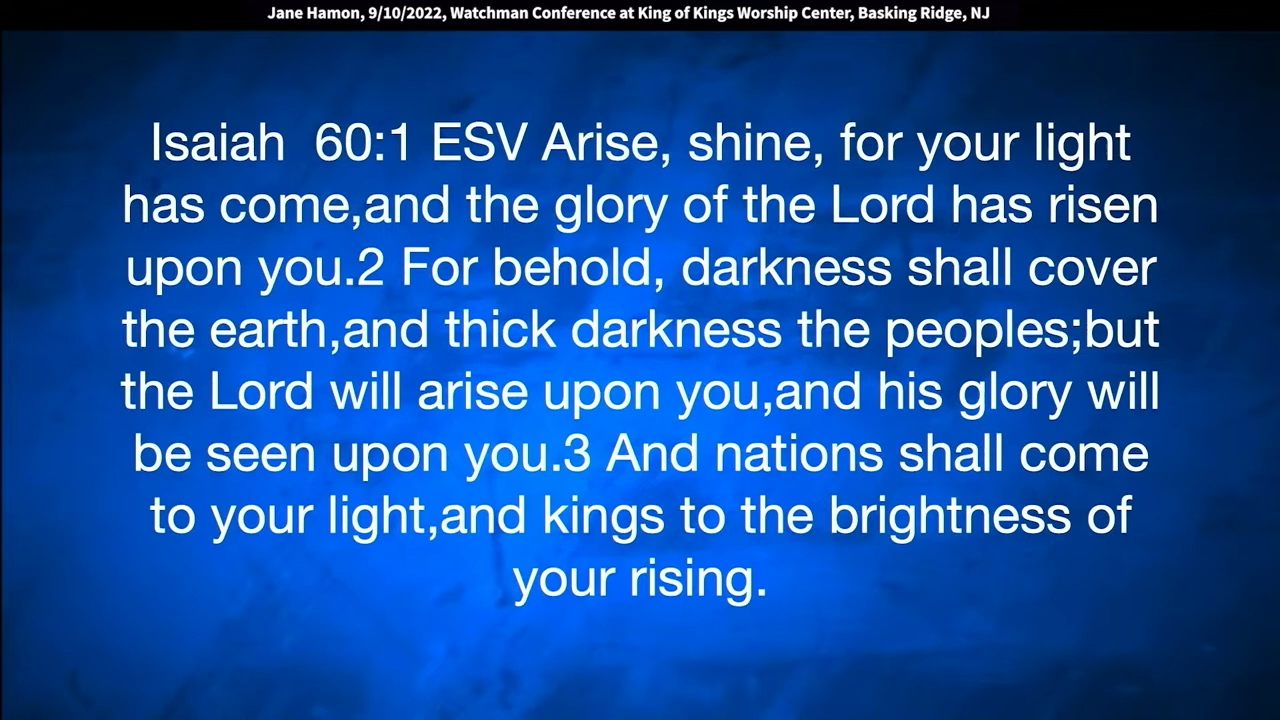 Jane Hamon, 9/10/2022, Watchman Conference at King of Kings Worship Center, Basking Ridge, NJ
Isaiah  60:1 ESV Arise, shine, for your light
has come,and the glory of the Lord has risen
upon you.2 For behold, darkness shall cover
the earth,and thick darkness the peoples;but
the Lord will arise upon you,and his glory will
be seen upon you.3 And nations shall come
to your light,and kings to the brightness of
your rising.